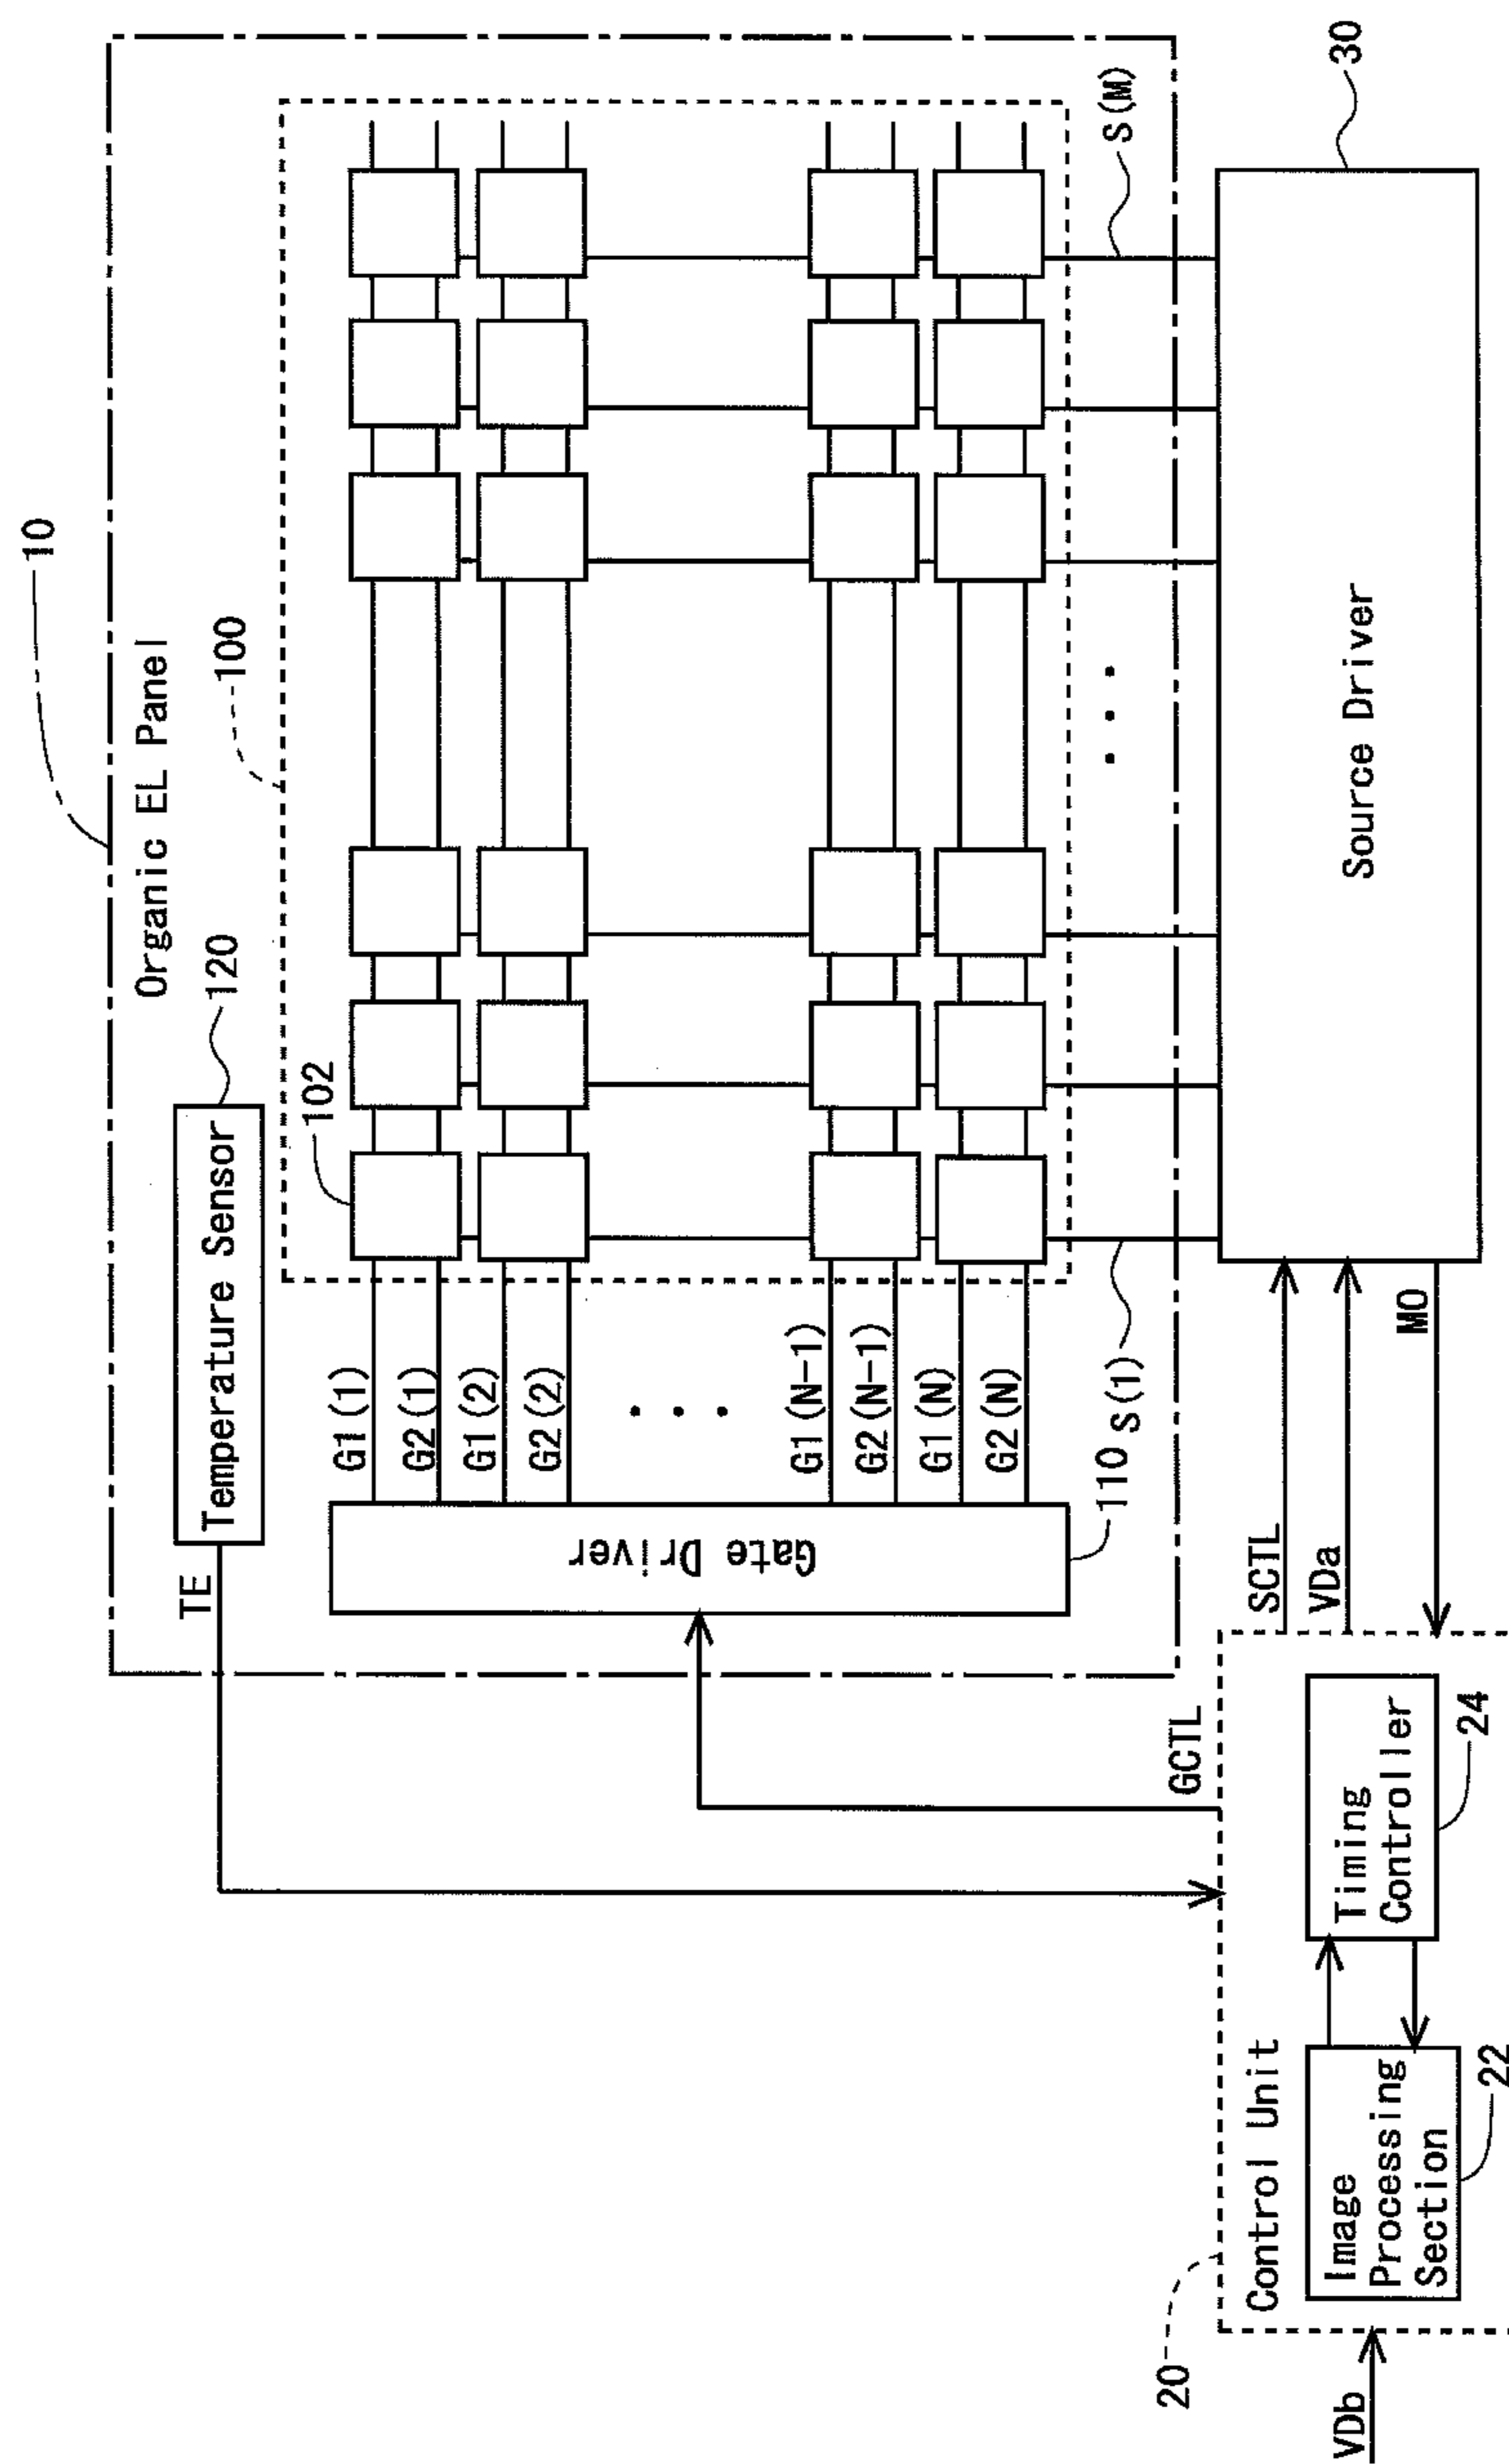 10
Organic EL Panel
Temperature Sensor
120
100
102
TE
G1(1)
G2(1)
G1(2)
G2(2)
G1(N-1)
G2(N-1)
G1(N)
G2(N)
Gate Driver
110
S(1)
S(M)
30
GCTL
SCTL
VDa
MO
Source Driver
20
Control Unit
VDb
Image
Processing
Section
22
Timing
Controller
24